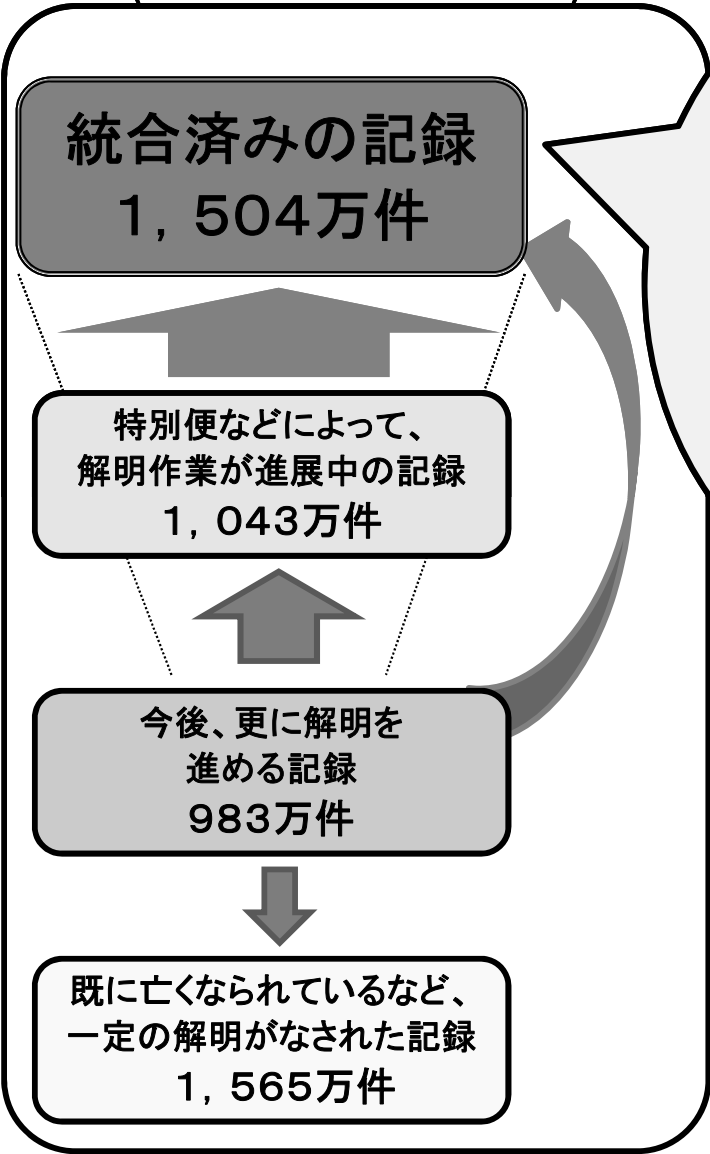 統合済みの記録
1，504万件
特別便などによって、
解明作業が進展中の記録
1，043万件
今後、更に解明を
進める記録
983万件
既に亡くなられているなど、
一定の解明がなされた記録
1，565万件